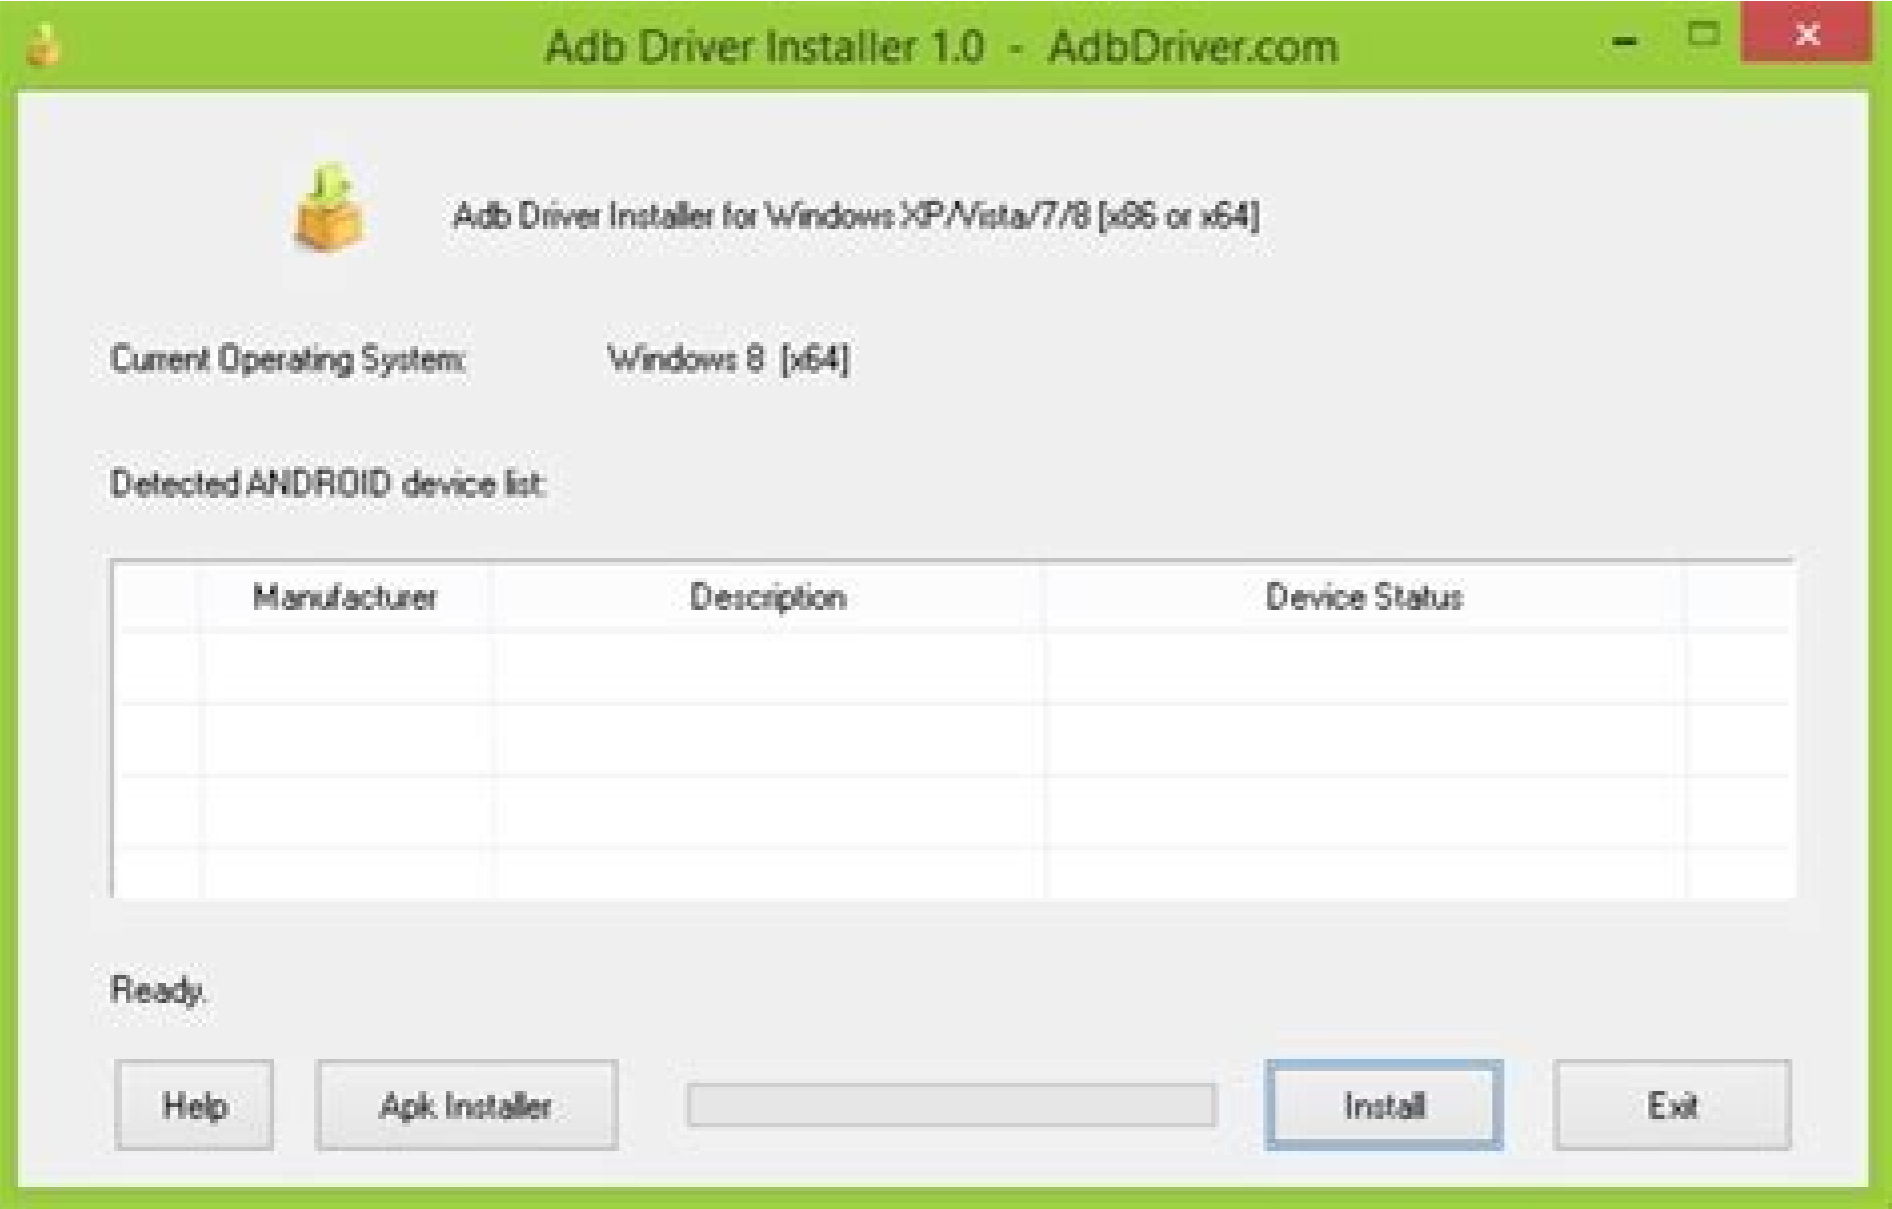 Adb Driver Installer 1.0 - AdbDriver.com
Adb Driver Installer for Windows XP/Vista/7/8 [x86 or x64]
Current Operating System: Windows 8 [x64]
Detected ANDROID device list:
Manufacturer Description Device Status
Ready.
Help Apk Installer Install Exit